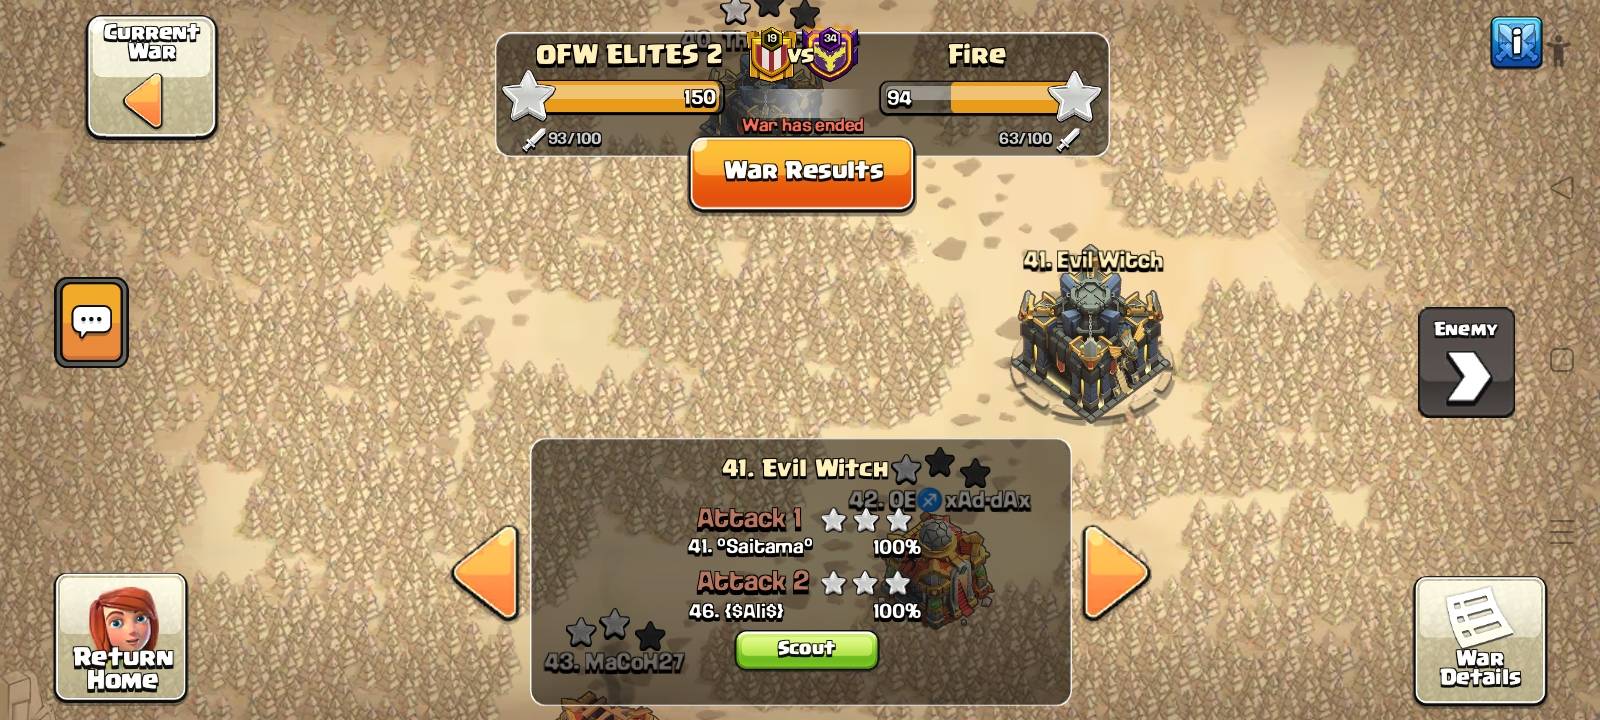 Current
War
OFW ELITES 2
19
vs
34
Fire
150
94
War has ended
93/100
63/100
War Results
41. Evil Witch
Enemy
41. Evil Witch
42. OE♐xAd-dAx
Attack 1
41. ºSaitamaº 100%
Attack 2
46. {$Ali$} 100%
Scout
43. MaCoH27
Return
Home
War
Details